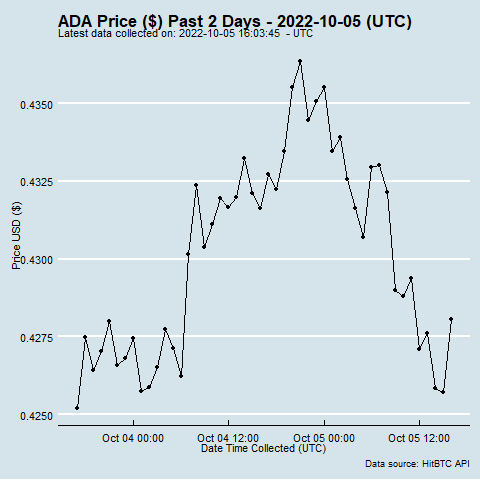 ADA Price ($) Past 2 Days - 2022-10-05 (UTC)
Latest data collected on: 2022-10-05 16:03:45 - UTC
Price USD ($)
0.4350
0.4325
0.4300
0.4275
0.4250
Oct 04 00:00 Oct 04 12:00 Oct 05 00:00 Oct 05 12:00
Date Time Collected (UTC)
Data source: HitBTC API